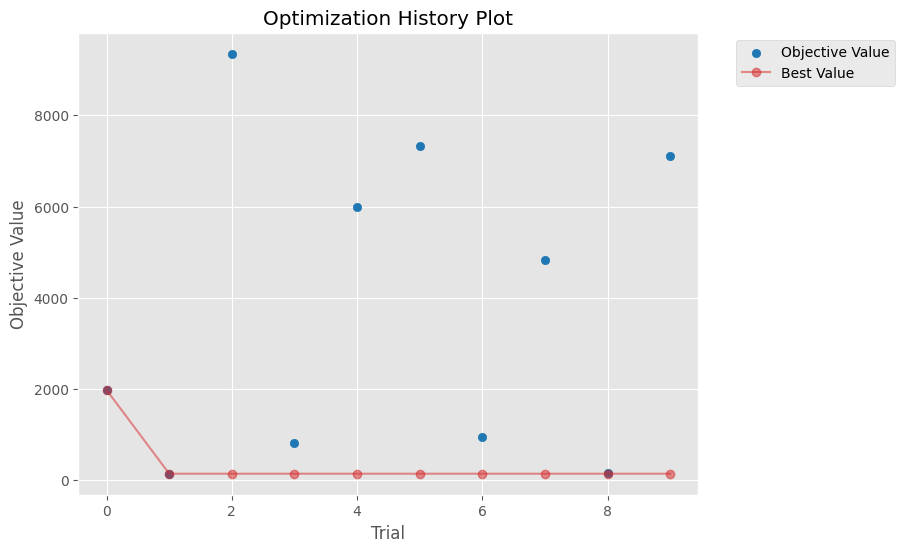 Optimization History Plot
Objective Value
Best Value
8000
6000
4000
2000
0
Objective Value
0 2 4 6 8
Trial